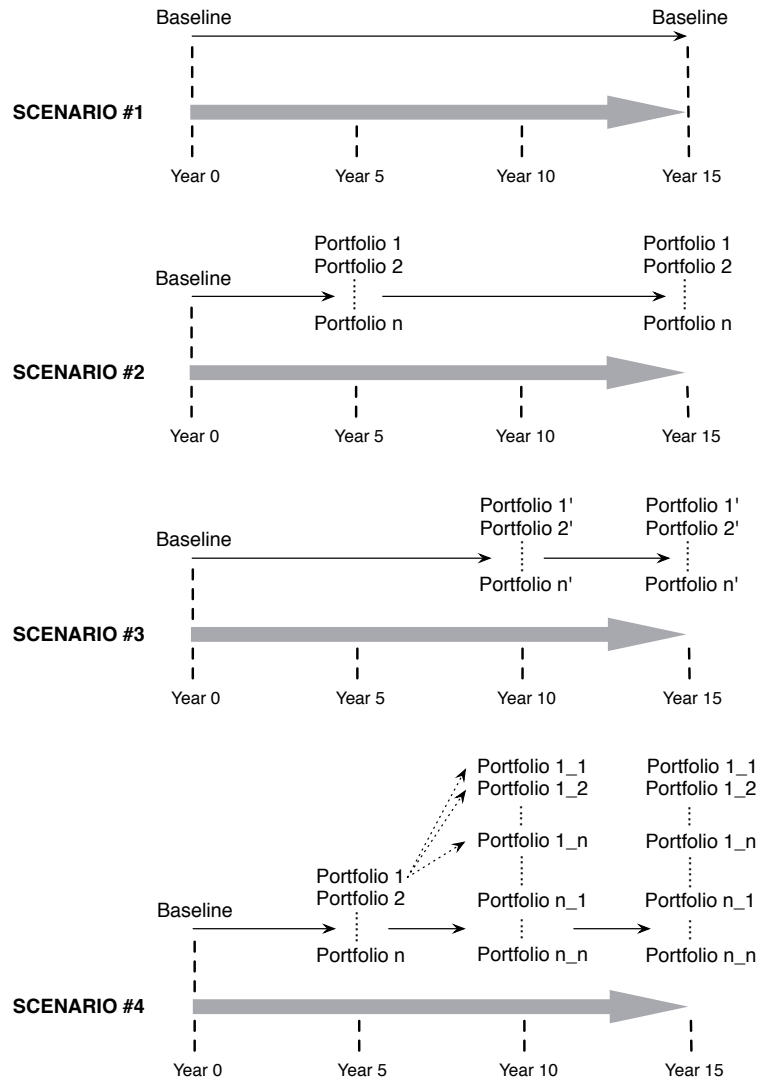 Baseline Baseline
SCENARIO #1
Year 0 Year 5 Year 10 Year 15
Portfolio 1 Portfolio 1
Portfolio 2 Portfolio 2
Baseline
Portfolio n Portfolio n
SCENARIO #2
Year 0 Year 5 Year 10 Year 15
Portfolio 1' Portfolio 1'
Portfolio 2' Portfolio 2'
Baseline
Portfolio n' Portfolio n'
SCENARIO #3
Year 0 Year 5 Year 10 Year 15
Portfolio 1_1 Portfolio 1_1
Portfolio 1_2 Portfolio 1_2
Portfolio 1_n Portfolio 1_n
Portfolio 1
Portfolio 2 Portfolio n_1 Portfolio n_1
Baseline
Portfolio n Portfolio n_n Portfolio n_n
SCENARIO #4
Year 0 Year 5 Year 10 Year 15